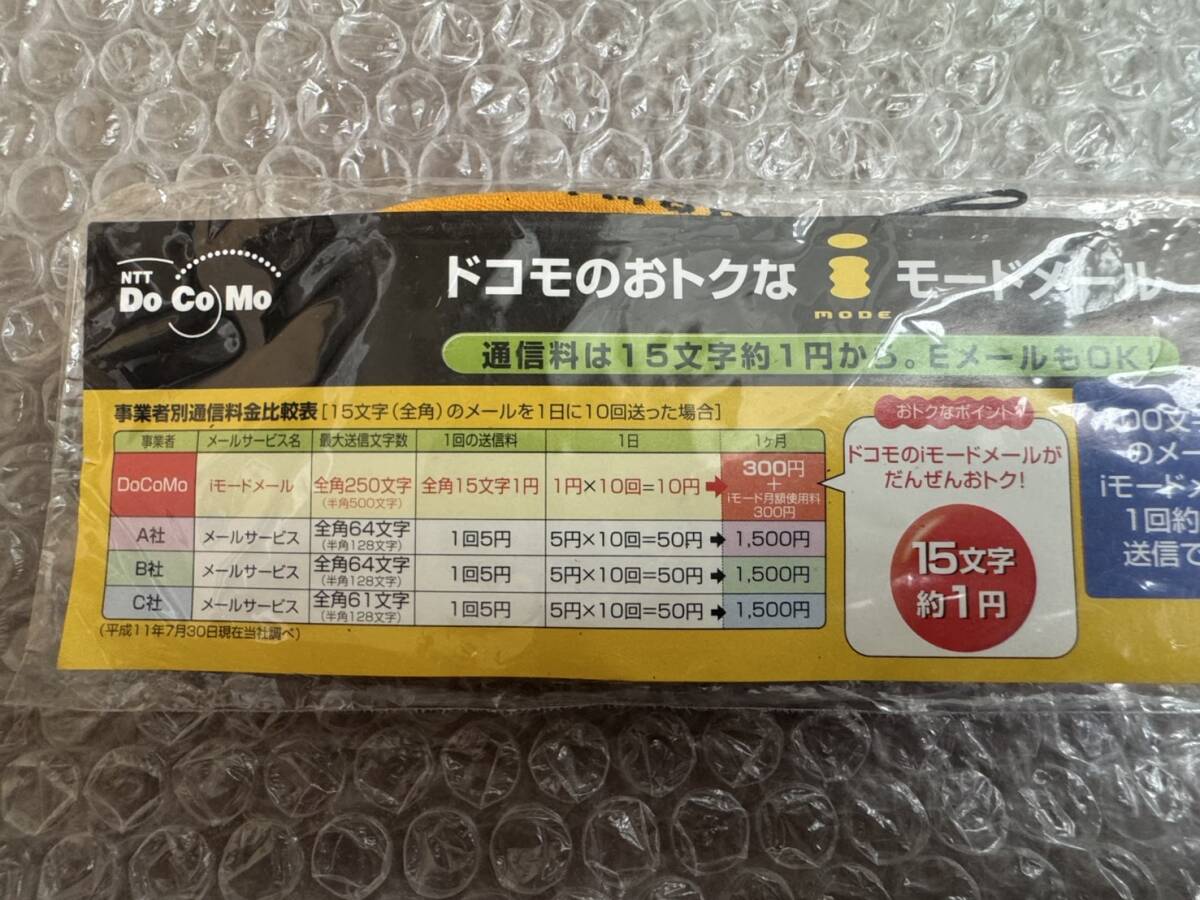 NTT
DoCoMo
ドコモのおトクな i モードメール
MODE
通信料は15文字約1円から。EメールもOK!
事業者別通信料金比較表[15文字(全角)のメールを1日に10回送った場合]
事業者 メールサービス名 最大送信文字数 1回の送信料 1日 1ヶ月
DoCoMo iモードメール 全角250文字 (半角500文字) 全角15文字1円 1円×10回=10円 300円 + iモード月額使用料 300円
A社 メールサービス 全角64文字 (半角128文字) 1回5円 5円×10回=50円 1,500円
B社 メールサービス 全角64文字 (半角128文字) 1回5円 5円×10回=50円 1,500円
C社 メールサービス 全角61文字 (半角128文字) 1回5円 5円×10回=50円 1,500円
(平成11年7月30日現在当社調べ)
おトクなポイント1
ドコモのiモードメールが
だんぜんおトク!
15文字
約1円
00文
のメー
iモード
1回約
送信で